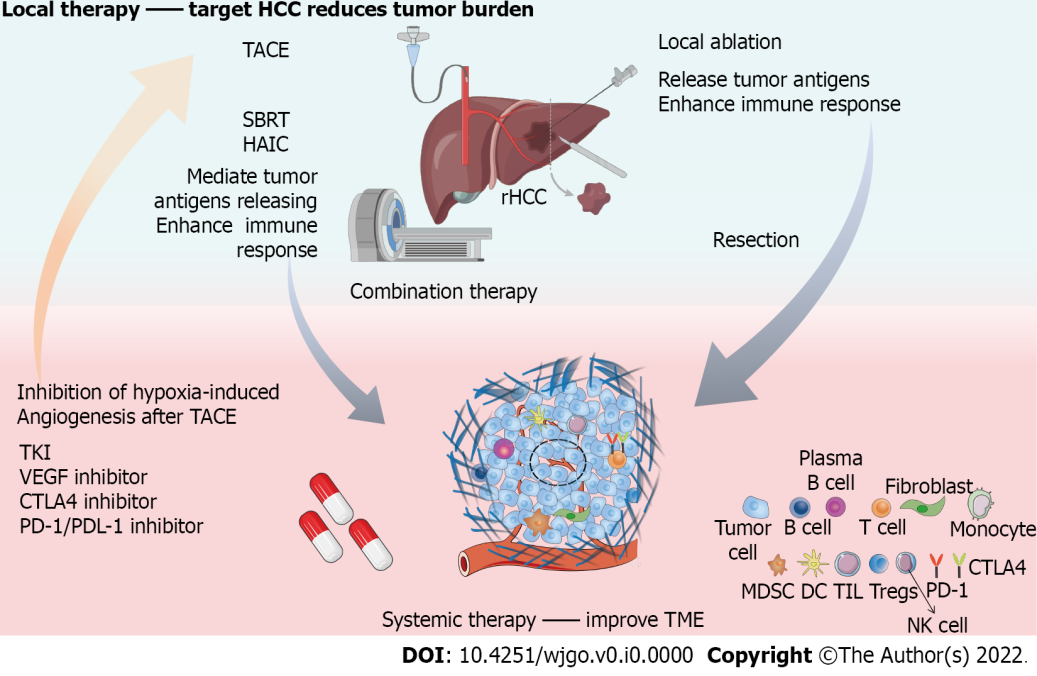 Local therapy —— target HCC reduces tumor burden
TACE
SBRT
HAIC
Mediate tumor
antigens releasing
Enhance immune
response
Local ablation
Release tumor antigens
Enhance immune response
rHCC
Resection
Combination therapy
Inhibition of hypoxia-induced
Angiogenesis after TACE
TKI
VEGF inhibitor
CTLA4 inhibitor
PD-1/PDL-1 inhibitor
Plasma
B cell
Fibroblast
Tumor
cell
B cell
T cell
Monocyte
MDSC DC TIL Tregs PD-1
CTLA4
NK cell
Systemic therapy —— improve TME
DOI: 10.4251/wjgo.v0.i0.0000 Copyright ©The Author(s) 2022.